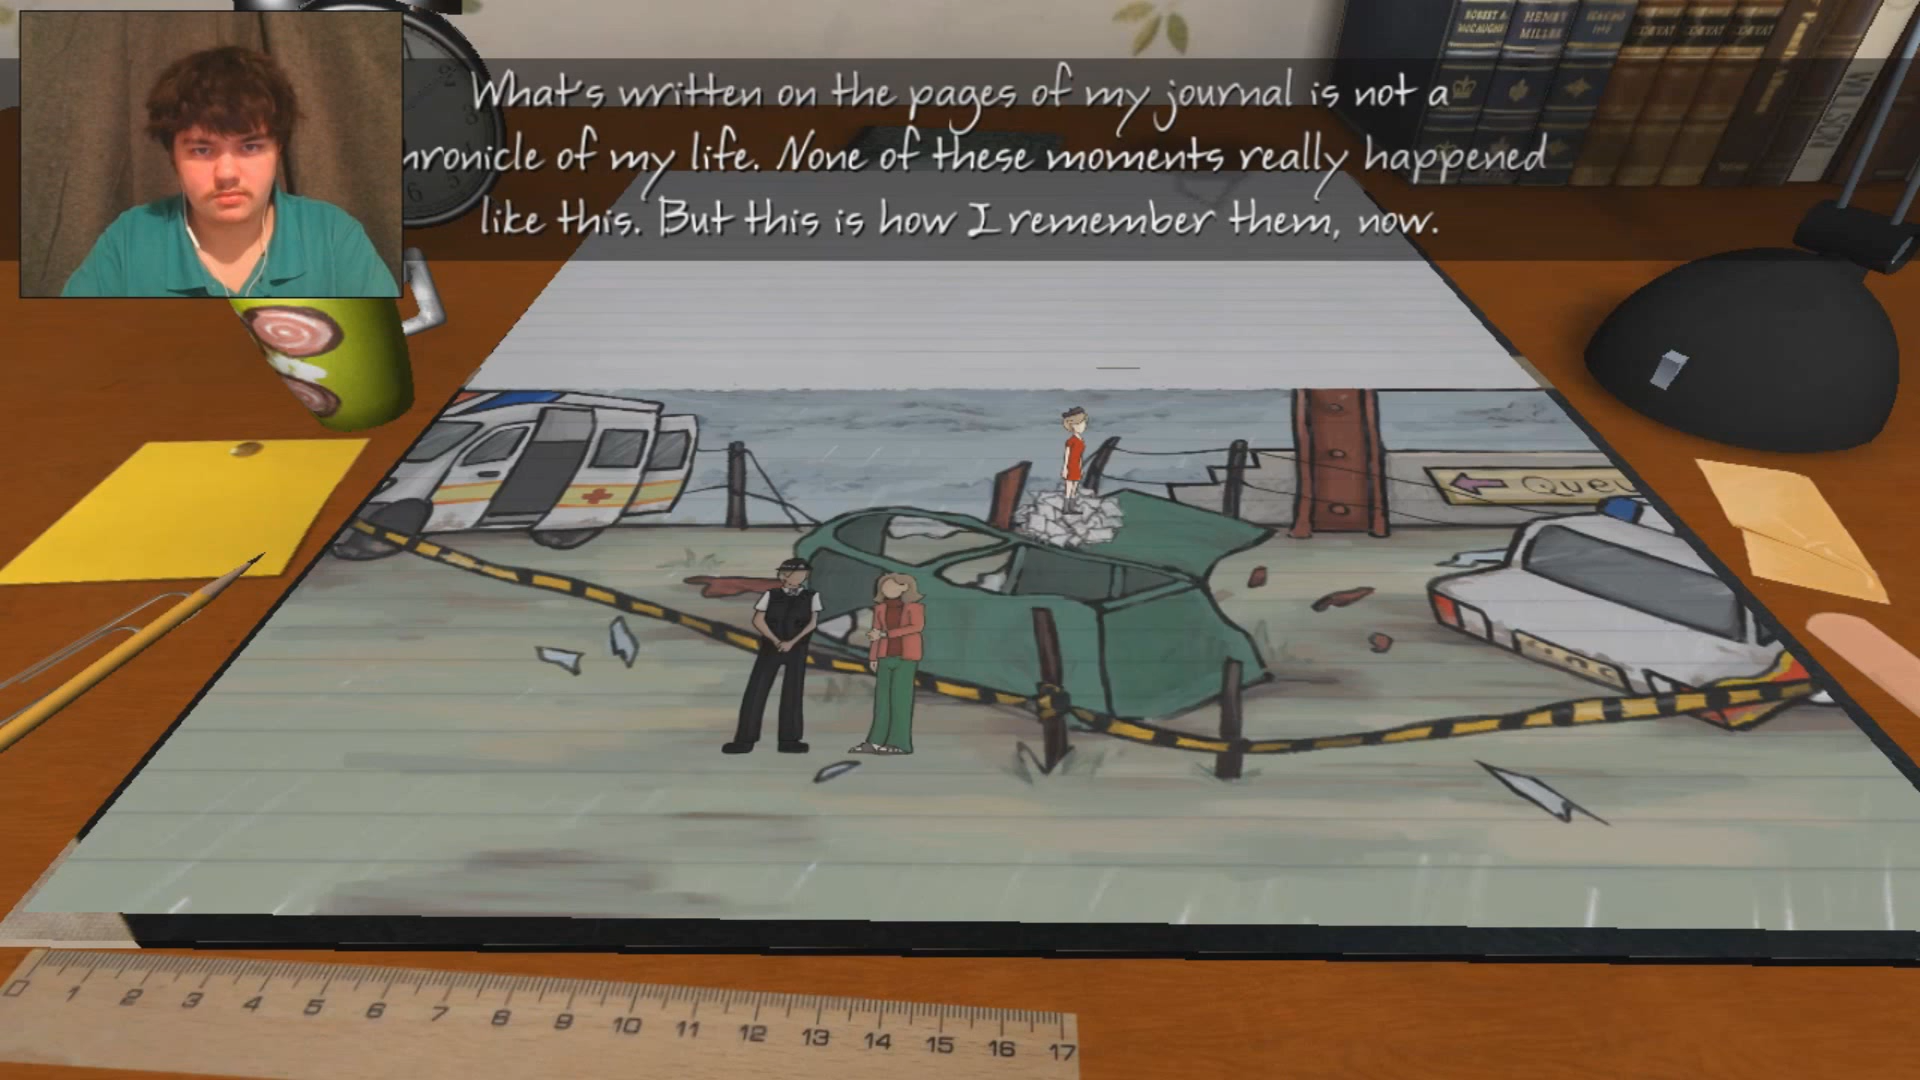 What's written on the pages of my journal is not a
hronicle of my life. None of these moments really happened
like this. But this is how I remember them, now.
HENRY
MILLER
Queu
0 1 2 3 4 5 6 7 8 9 10 11 12 13 14 15 16 17